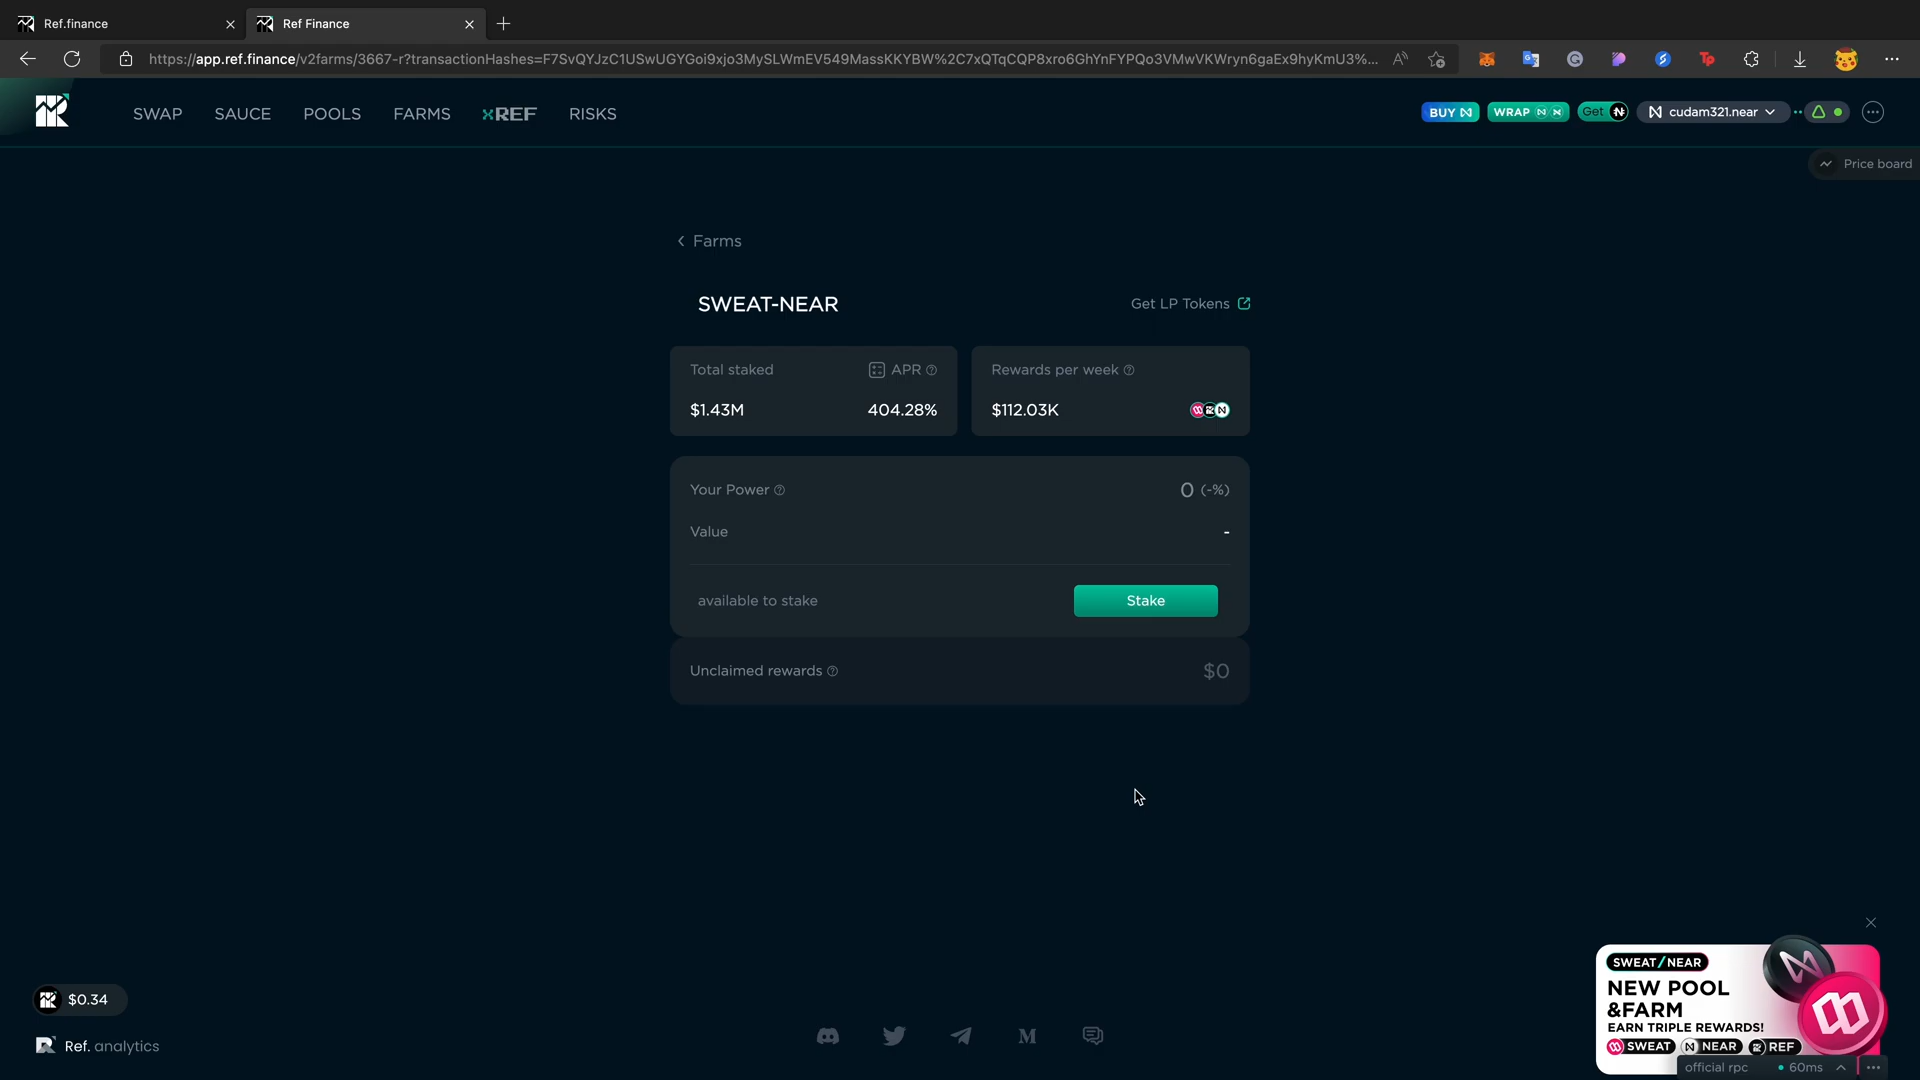 Ref.finance
Ref Finance
https://app.ref.finance/v2farms/3667-r?transactionHashes=F7SvQYJzC1USwUGYGoi9xjo3MySLWmEV549MassKKYBW%2C7xQTqCQP8xro6GhYnFYPQo3VMwVKWryn6gaEx9hyKmU3%...
SWAP
SAUCE
POOLS
FARMS
xREF
RISKS
BUY
WRAP
Get
cudam321.near
Price board
Farms
SWEAT-NEAR
Get LP Tokens
Total staked
APR
Rewards per week
$1.43M
404.28%
$112.03K
Your Power
0 (-%)
Value
-
available to stake
Stake
Unclaimed rewards
$0
SWEAT/NEAR
NEW POOL
&FARM
EARN TRIPLE REWARDS!
SWEAT
NEAR
REF
$0.34
Ref. analytics
official rpc
60ms